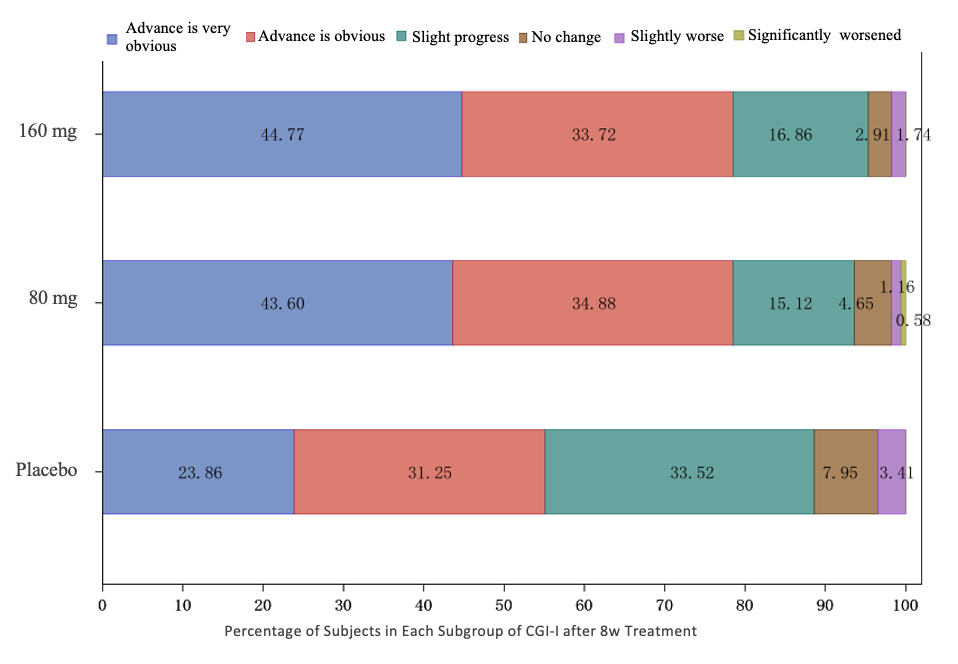 Advance is very
obvious
Advance is obvious
Slight progress
No change
Slightly worse
Significantly worsened
160 mg
44.77
33.72
16.86
2.91
1.74
80 mg
43.60
34.88
15.12
4.65
1.16
0.58
Placebo
23.86
31.25
33.52
7.95
3.41
0 10 20 30 40 50 60 70 80 90 100
Percentage of Subjects in Each Subgroup of CGI-I after 8w Treatment